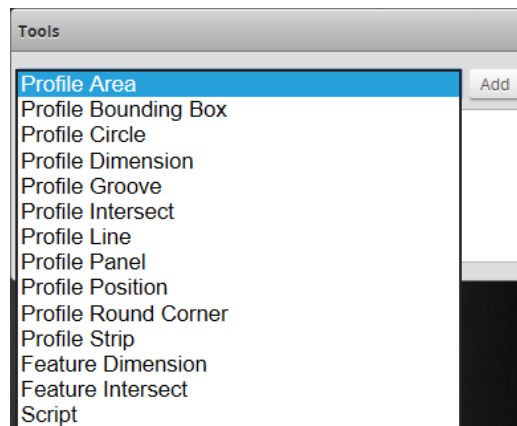 Tools
Profile Area
Add
Profile Bounding Box
Profile Circle
Profile Dimension
Profile Groove
Profile Intersect
Profile Line
Profile Panel
Profile Position
Profile Round Corner
Profile Strip
Feature Dimension
Feature Intersect
Script